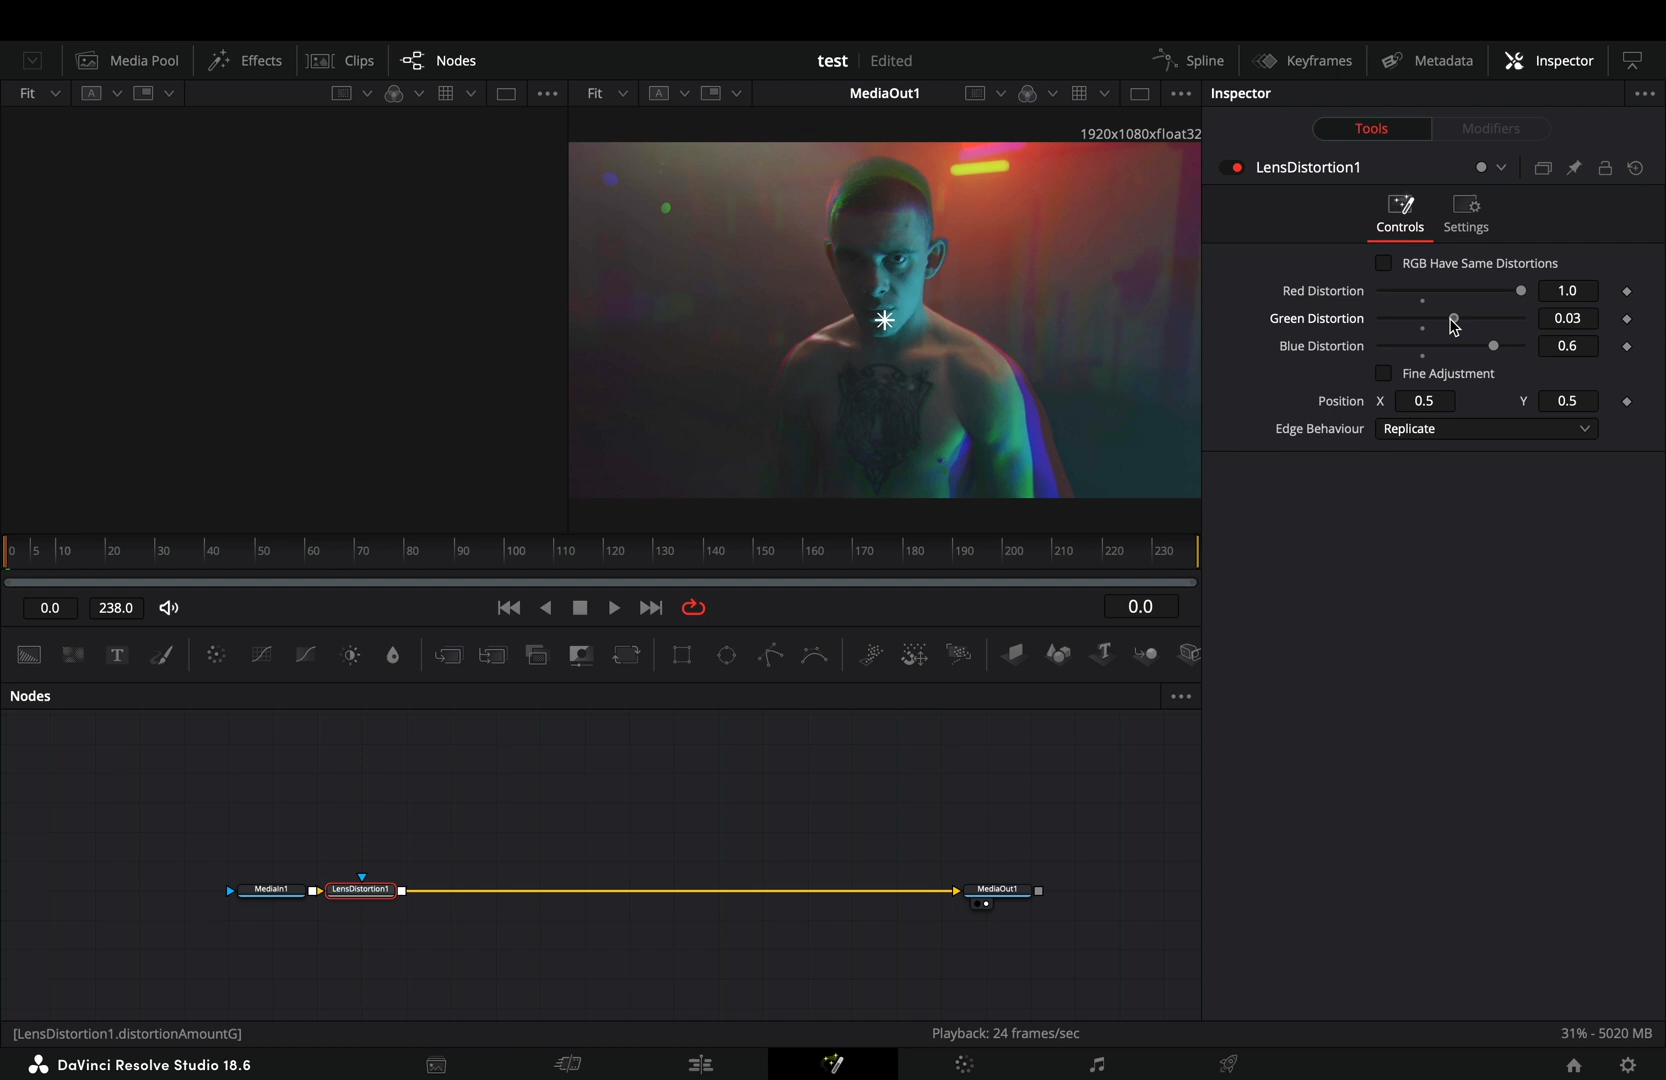 Media Pool Effects Clips Nodes test Edited Spline Keyframes Metadata Inspector
Fit A Fit A MediaOut1 Inspector
1920x1080xfloat32
Tools Modifiers
LensDistortion1
Controls Settings
RGB Have Same Distortions
Red Distortion 1.0
Green Distortion 0.03
Blue Distortion 0.6
Fine Adjustment
Position X 0.5 Y 0.5
Edge Behaviour Replicate
0 5 10 20 30 40 50 60 70 80 90 100 110 120 130 140 150 160 170 180 190 200 210 220 230
0.0 238.0 0.0
T T
Nodes
MediaIn1 LensDistortion1 MediaOut1
[LensDistortion1.distortionAmountG] Playback: 24 frames/sec 31% - 5020 MB
DaVinci Resolve Studio 18.6